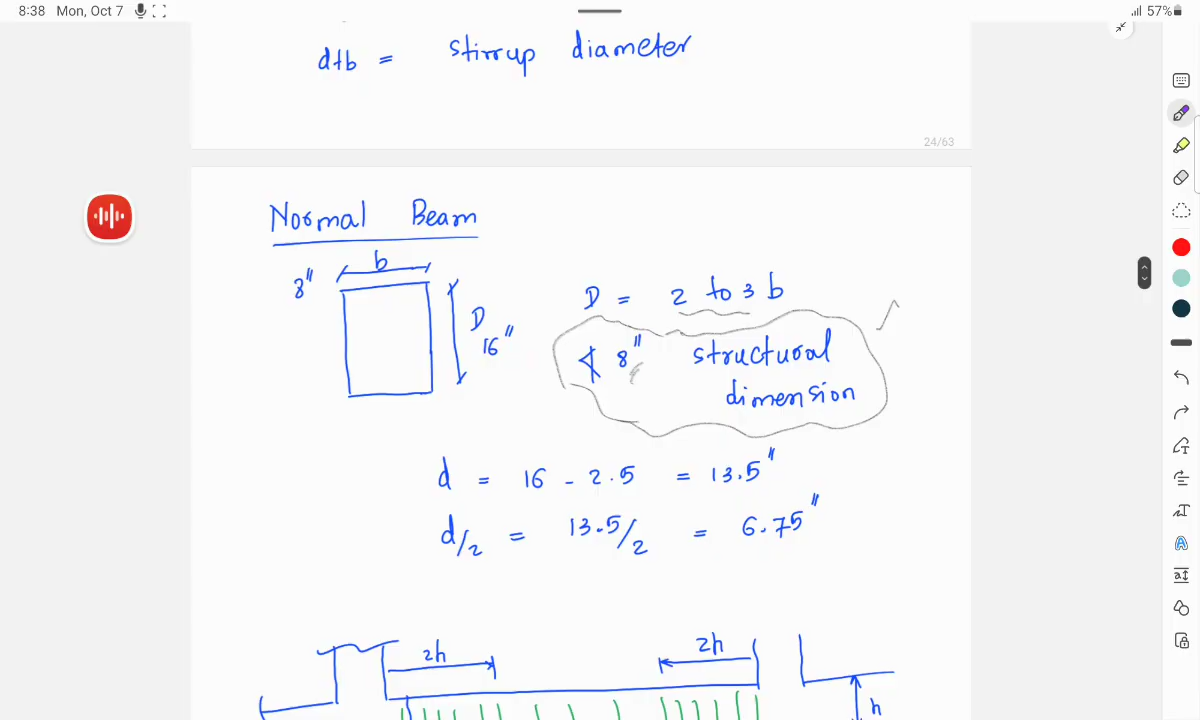 8:38 Mon, Oct 7
57%
dtb = stirrup diameter
24/63
Normal Beam
8"
b
D
16"
D = 2 to 3 b
∢ 8" structural
dimension
d = 16 - 2.5 = 13.5"
d/2 = 13.5/2 = 6.75"
2h
2h
h